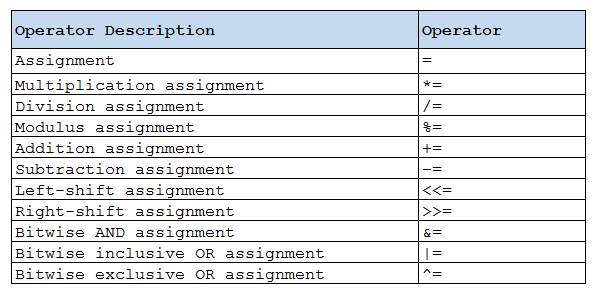 Operator Description Operator
Assignment =
Multiplication assignment *=
Division assignment /=
Modulus assignment %=
Addition assignment +=
Subtraction assignment -=
Left-shift assignment <<=
Right-shift assignment >>=
Bitwise AND assignment &=
Bitwise inclusive OR assignment |=
Bitwise exclusive OR assignment ^=